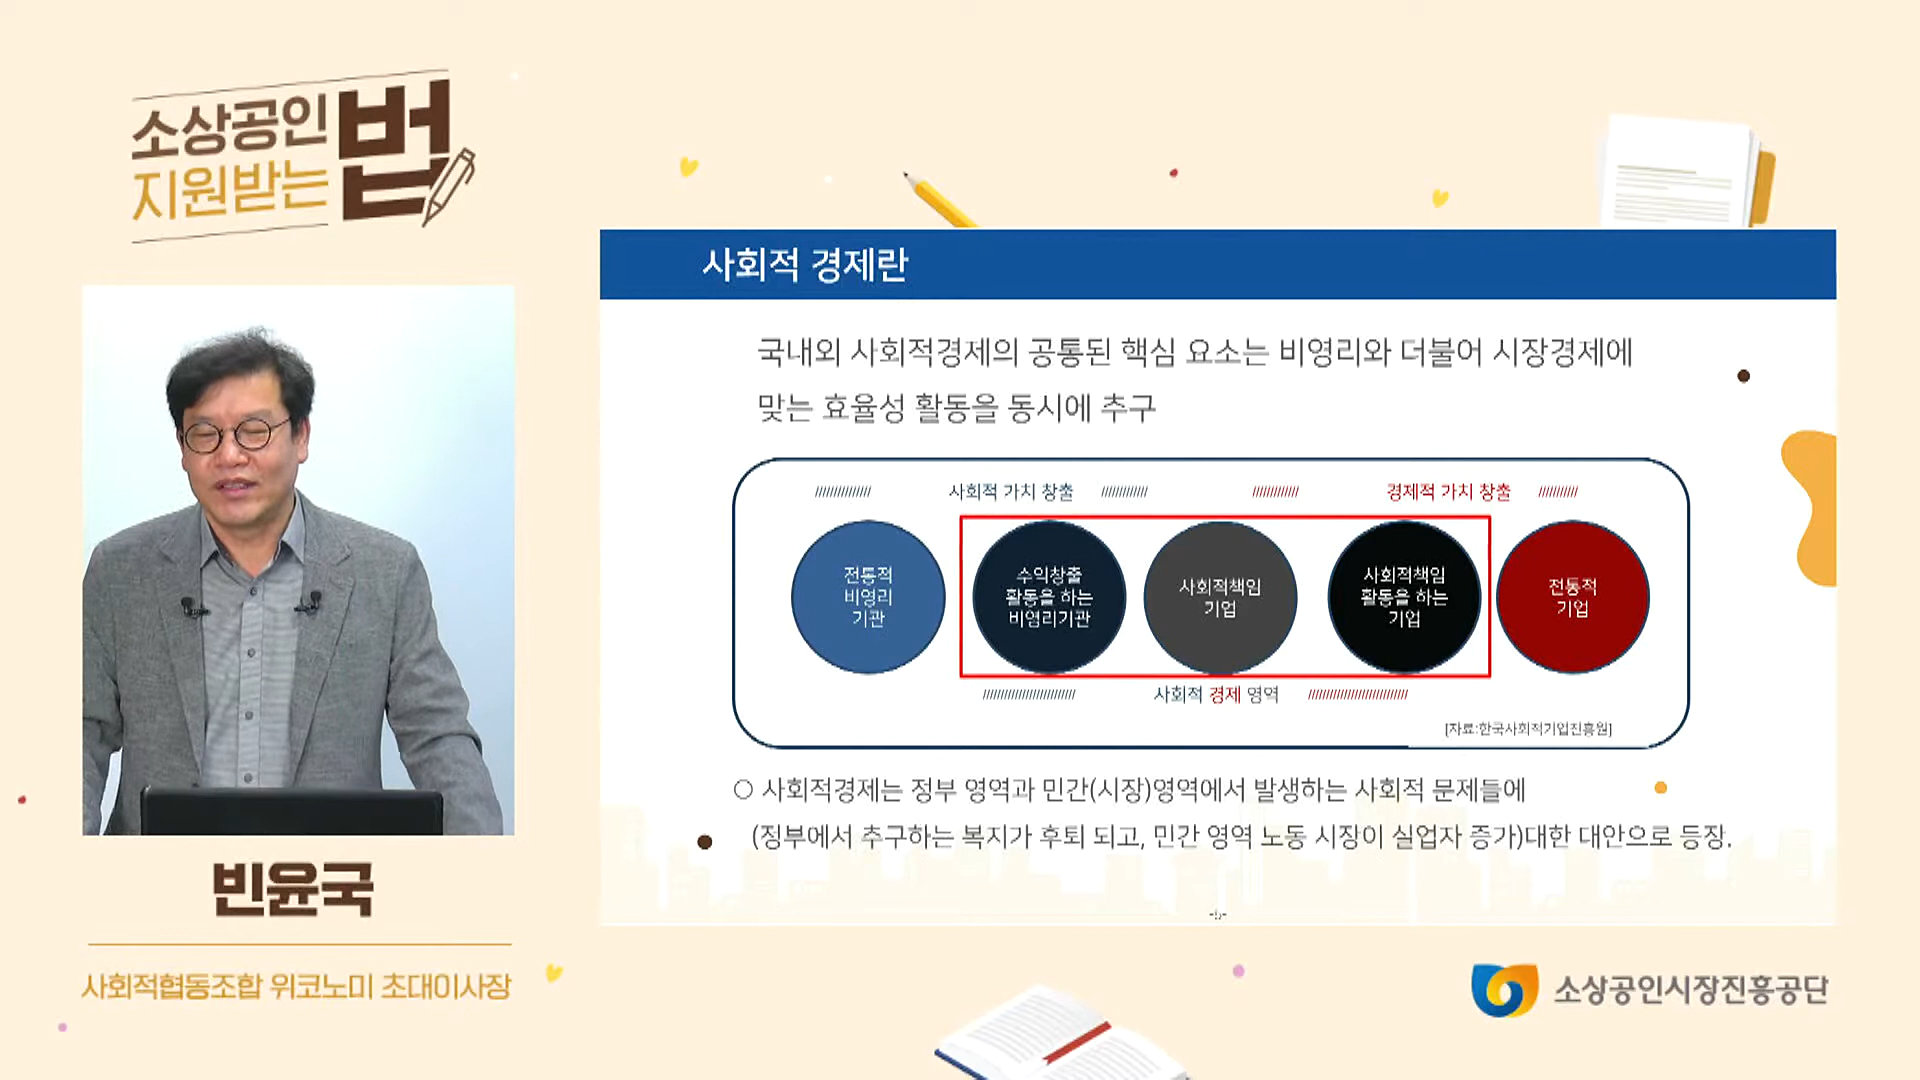 소상공인
지원받는
법
빈윤국
사회적협동조합 위코노미 초대이사장
사회적 경제란
국내외 사회적경제의 공통된 핵심 요소는 비영리와 더불어 시장경제에
맞는 효율성 활동을 동시에 추구
사회적 가치 창출
경제적 가치 창출
전통적
비영리
기관
수익창출
활동을 하는
비영리기관
사회적책임
기업
사회적책임
활동을 하는
기업
전통적
기업
사회적 경제 영역
[자료:한국사회적기업진흥원]
○ 사회적경제는 정부 영역과 민간(시장)영역에서 발생하는 사회적 문제들에
(정부에서 추구하는 복지가 후퇴 되고, 민간 영역 노동 시장이 실업자 증가)대한 대안으로 등장.
소상공인시장진흥공단